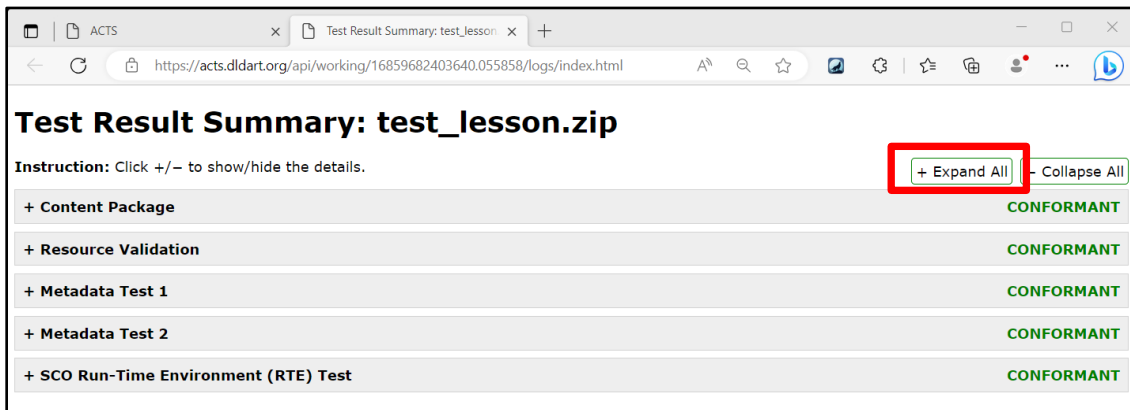 ACTS
Test Result Summary: test_lesson
https://acts.dldart.org/api/working/16859682403640.055858/logs/index.html
Test Result Summary: test_lesson.zip
Instruction: Click +/− to show/hide the details.
+ Expand All
− Collapse All
+ Content Package CONFORMANT
+ Resource Validation CONFORMANT
+ Metadata Test 1 CONFORMANT
+ Metadata Test 2 CONFORMANT
+ SCO Run-Time Environment (RTE) Test CONFORMANT